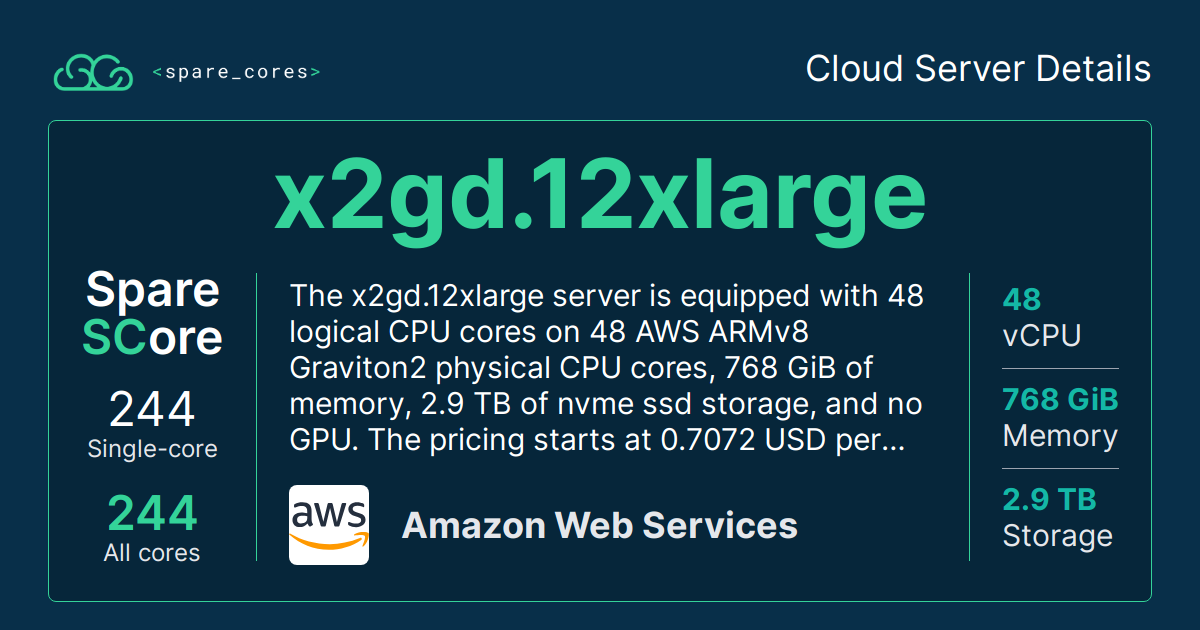 <spare_cores>
Cloud Server Details
x2gd.12xlarge
Spare
SCore
244
Single-core
244
All cores
The x2gd.12xlarge server is equipped with 48
logical CPU cores on 48 AWS ARMv8
Graviton2 physical CPU cores, 768 GiB of
memory, 2.9 TB of nvme ssd storage, and no
GPU. The pricing starts at 0.7072 USD per...
aws
Amazon Web Services
48
vCPU
768 GiB
Memory
2.9 TB
Storage